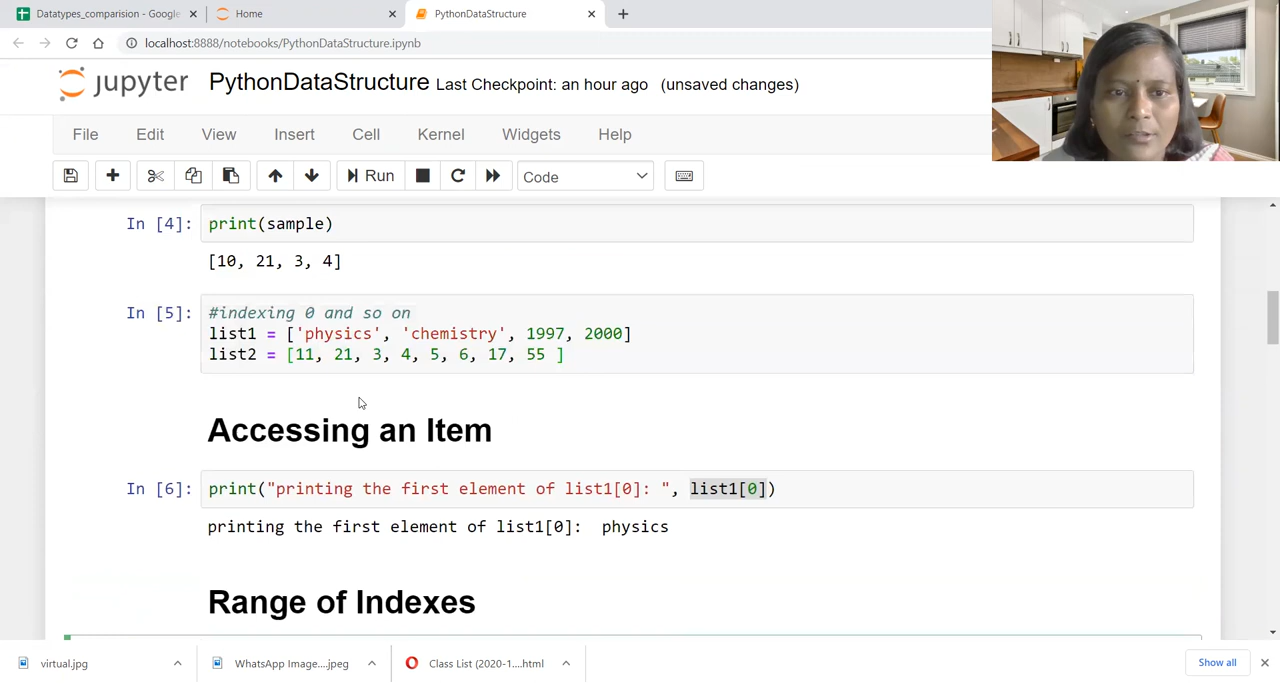 Datatypes_comparision - Google
Home
PythonDataStructure
localhost:8888/notebooks/PythonDataStructure.ipynb
jupyter PythonDataStructure Last Checkpoint: an hour ago (unsaved changes)
File Edit View Insert Cell Kernel Widgets Help
Run Code
In [4]: print(sample)
[10, 21, 3, 4]
In [5]: #indexing 0 and so on
list1 = ['physics', 'chemistry', 1997, 2000]
list2 = [11, 21, 3, 4, 5, 6, 17, 55 ]
Accessing an Item
In [6]: print("printing the first element of list1[0]: ", list1[0])
printing the first element of list1[0]:  physics
Range of Indexes
virtual.jpg
WhatsApp Image....jpeg
Class List (2020-1....html
Show all